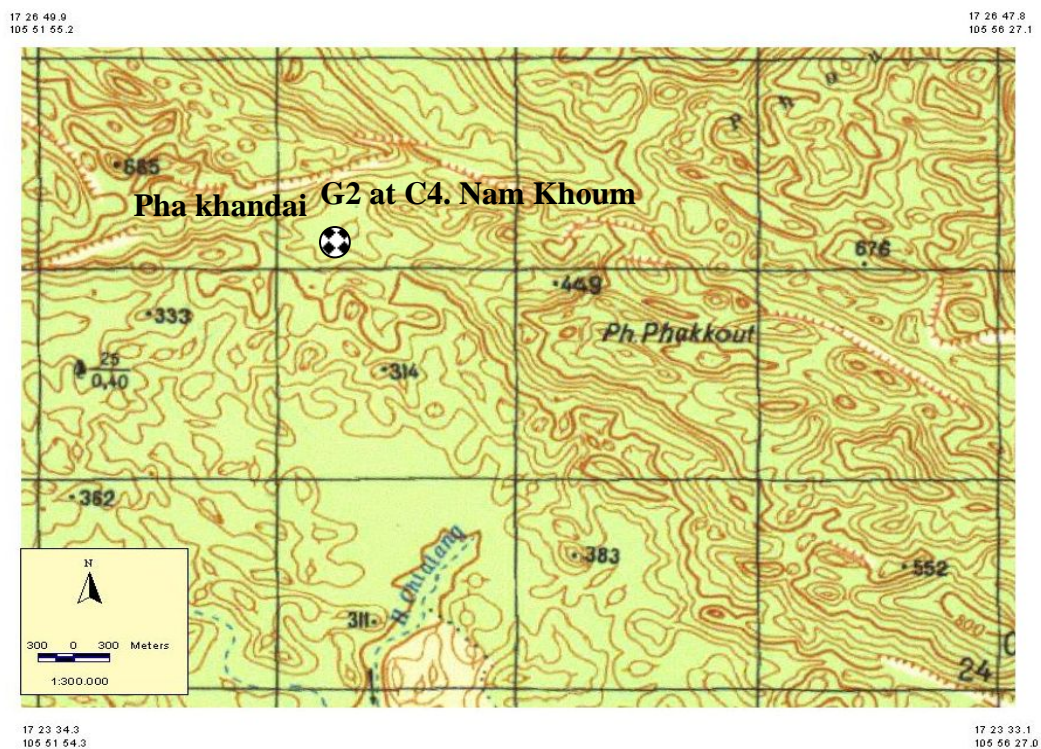 17 26 49.9
105 51 55.2
17 26 47.8
105 56 27.1
P h o u
665
Pha khandai
G2 at C4. Nam Khoum
676
449
333
Ph. Phakkout
25
0,40
314
362
H. Chialang
383
552
311
N
300 0 300 Meters
1:300.000
600
24
17 23 34.3
105 51 54.3
17 23 33.1
105 56 27.0